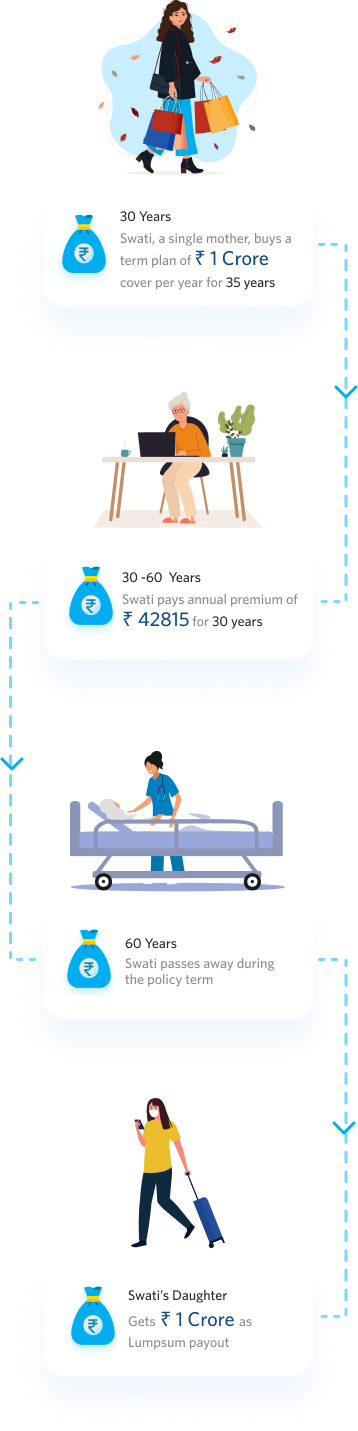 30 Years
Swati, a single mother, buys a
term plan of ₹ 1 Crore
cover per year for 35 years
30 -60 Years
Swati pays annual premium of
₹ 42815 for 30 years
60 Years
Swati passes away during
the policy term
Swati's Daughter
Gets ₹ 1 Crore as
Lumpsum payout